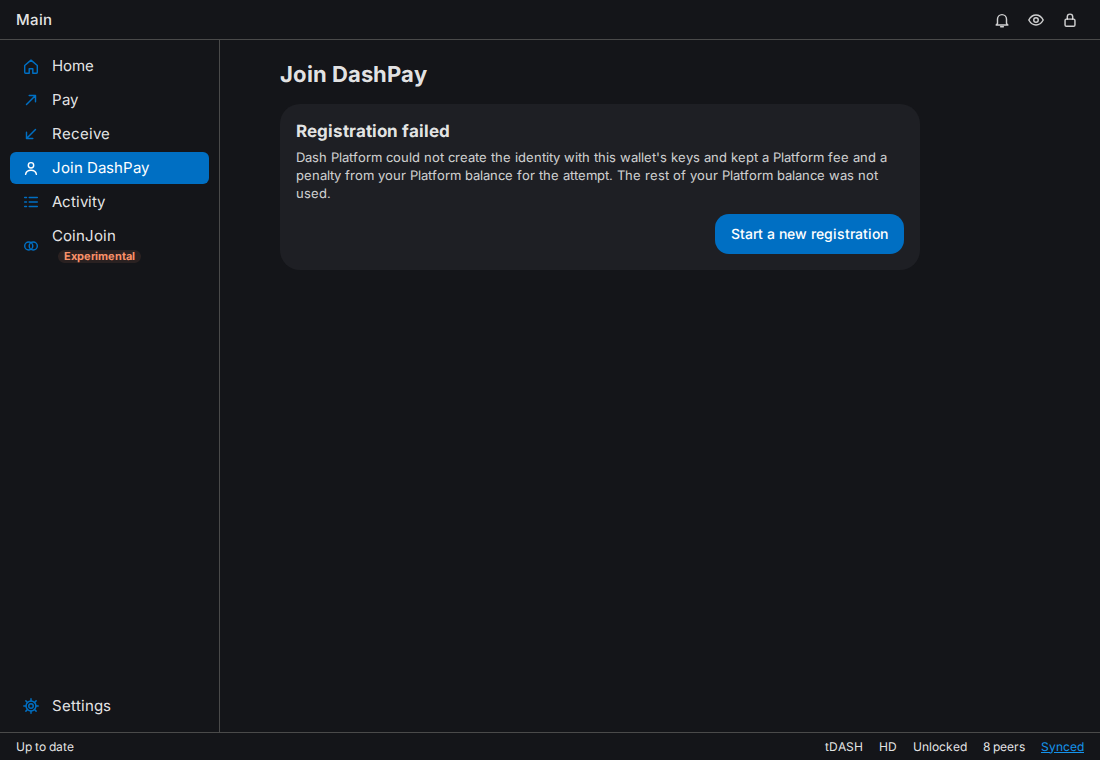 Main
Home
Pay
Receive
Join DashPay
Activity
CoinJoin
Experimental
Settings
Join DashPay
Registration failed
Dash Platform could not create the identity with this wallet's keys and kept a Platform fee and a
penalty from your Platform balance for the attempt. The rest of your Platform balance was not
used.
Start a new registration
Up to date
tDASH HD Unlocked 8 peers Synced